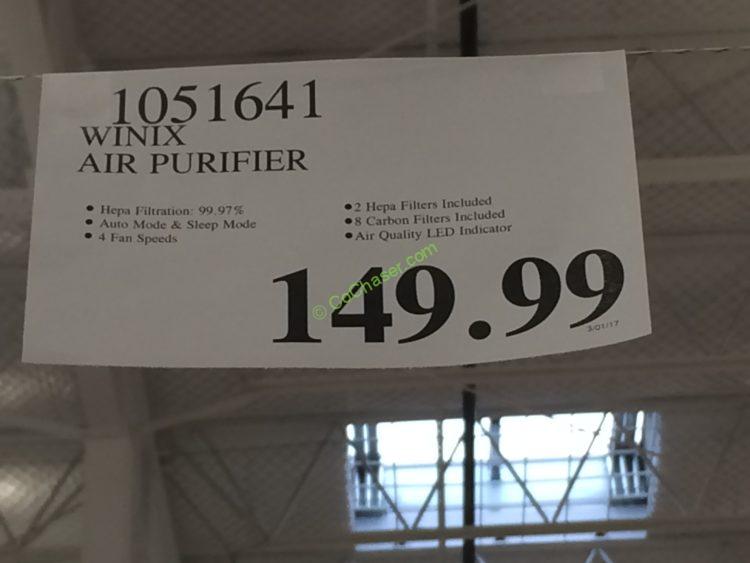 1051641
WINIX
AIR PURIFIER
• Hepa Filtration: 99.97%
• Auto Mode & Sleep Mode
• 4 Fan Speeds
• 2 Hepa Filters Included
• 8 Carbon Filters Included
• Air Quality LED Indicator
149.99
3/01/17
© CoChaser.com